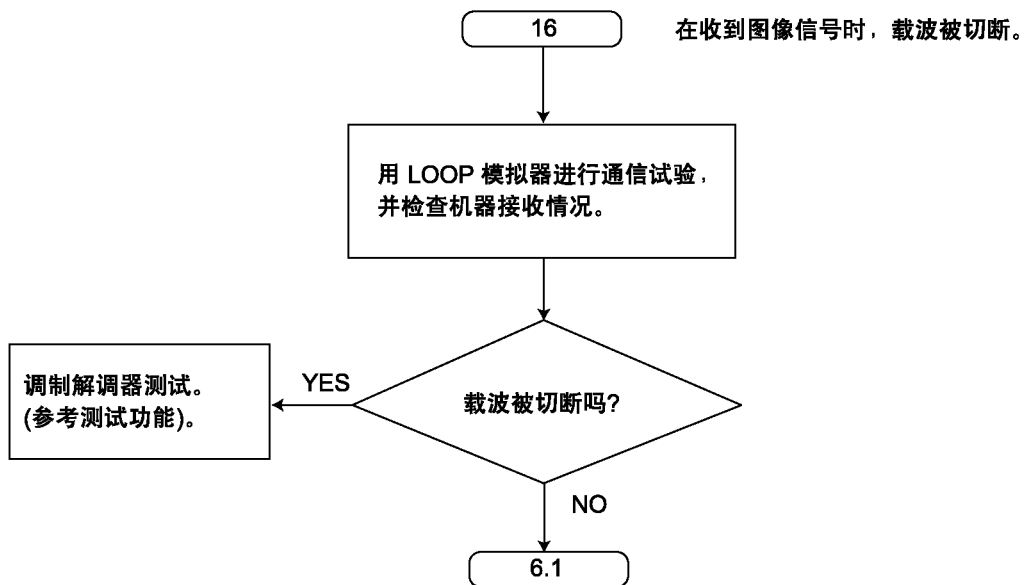 16
在收到图像信号时，载波被切断。
用 LOOP 模拟器进行通信试验，
并检查机器接收情况。
载波被切断吗?
YES
调制解调器测试。
(参考测试功能)。
NO
6.1